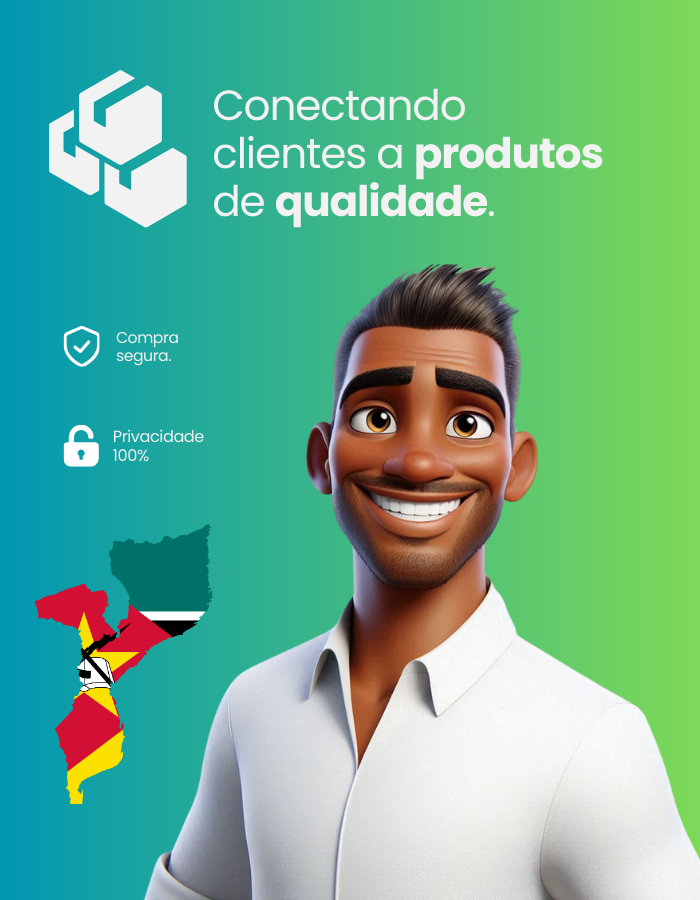 Conectando
clientes a produtos
de qualidade.
Compra
segura.
Privacidade
100%